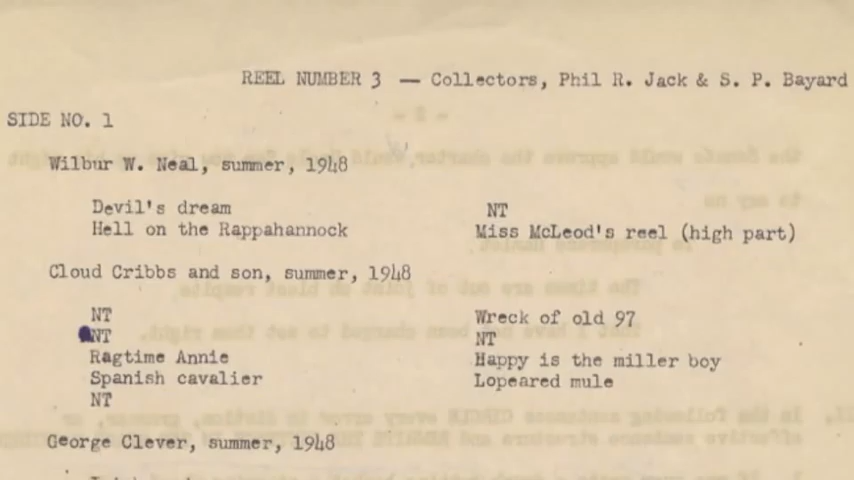 REEL NUMBER 3 — Collectors, Phil R. Jack & S. P. Bayard
SIDE NO. 1
Wilbur W. Neal, summer, 1948
Devil's dream
Hell on the Rappahannock
NT
Miss McLeod's reel (high part)
Cloud Cribbs and son, summer, 1948
NT
NT
Ragtime Annie
Spanish cavalier
NT
Wreck of old 97
NT
Happy is the miller boy
Lopeared mule
George Clever, summer, 1948